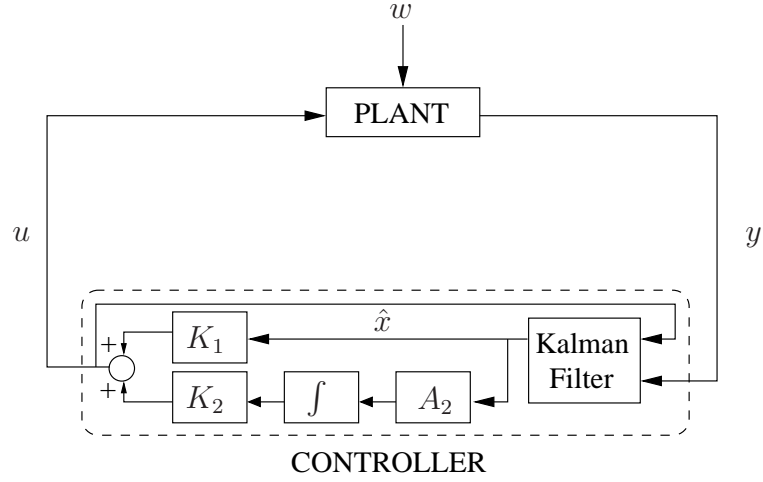 w
PLANT
u
y
x̂
+
K₁
Kalman
Filter
+
K₂
∫
A₂
CONTROLLER